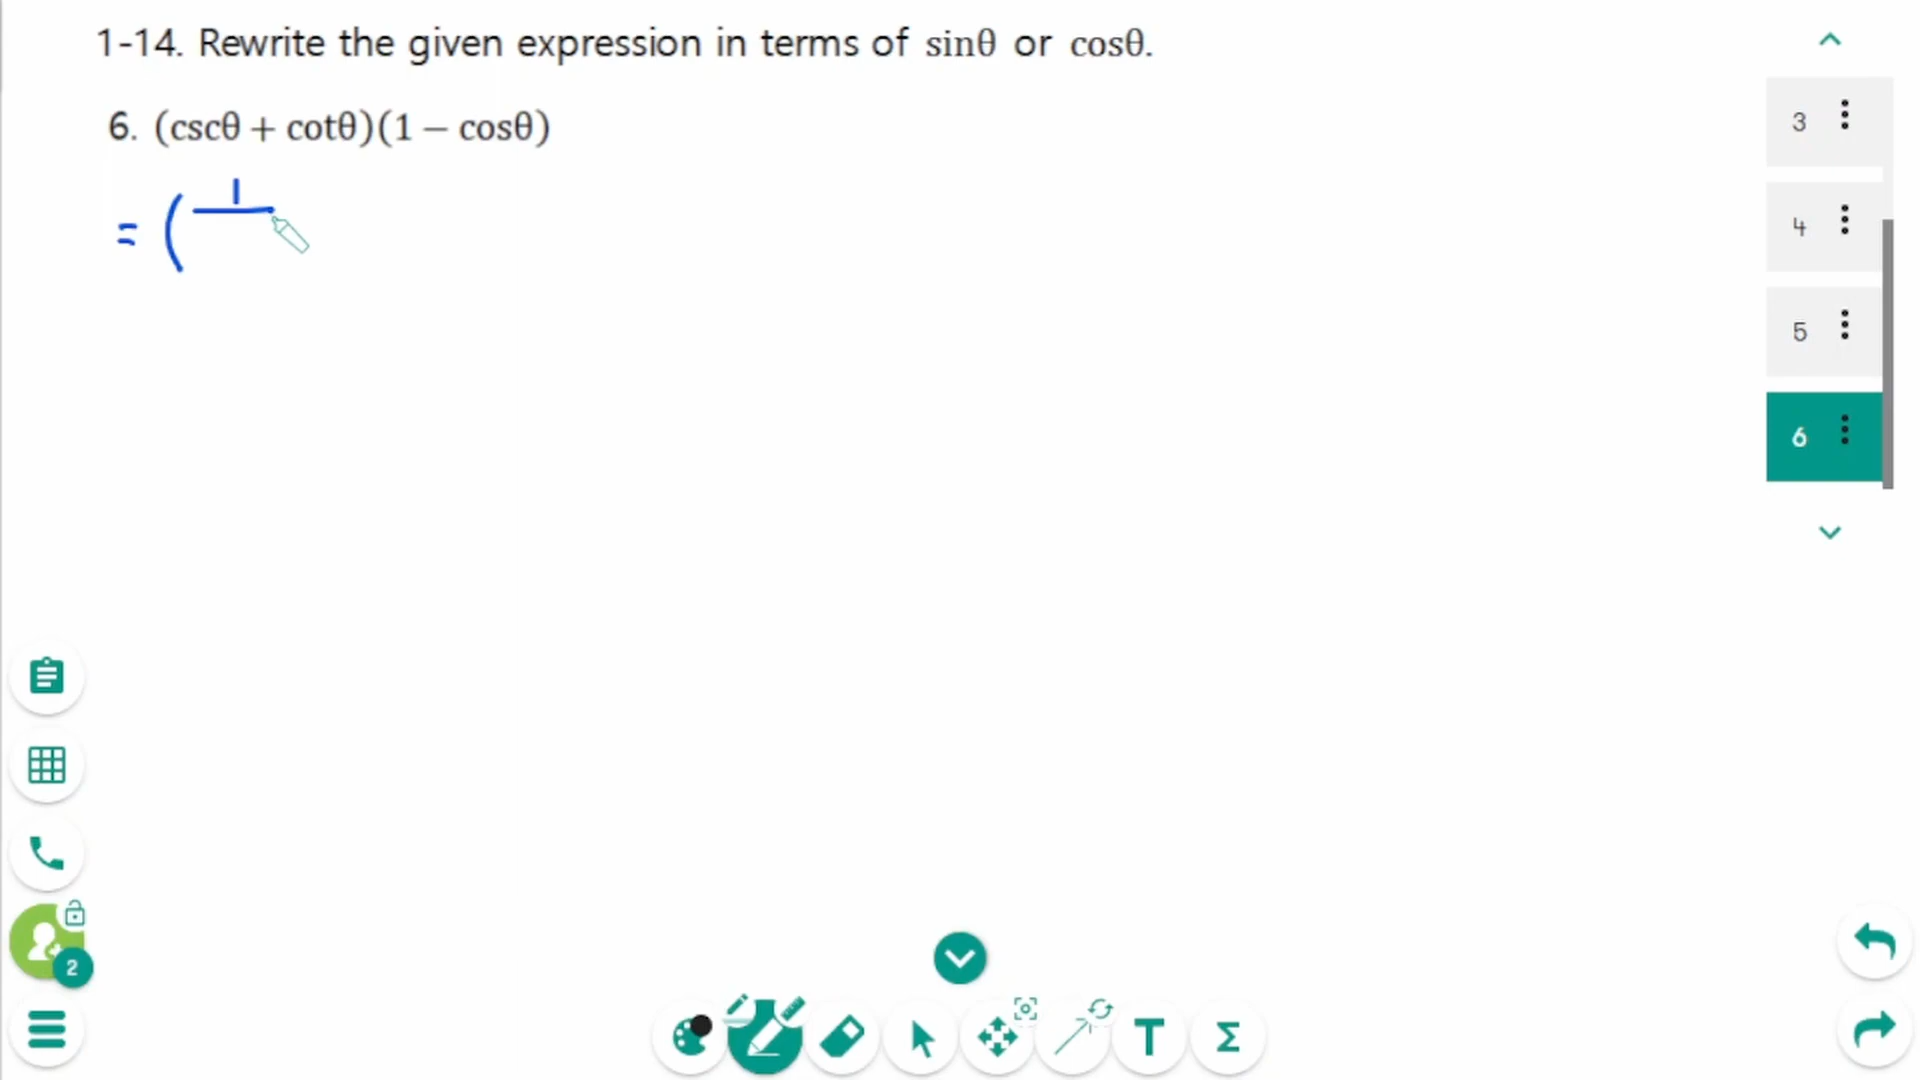 1-14. Rewrite the given expression in terms of sinθ or cosθ.
6. (cscθ + cotθ)(1 − cosθ)
= ( 1
3
4
5
6
2
T
Σ